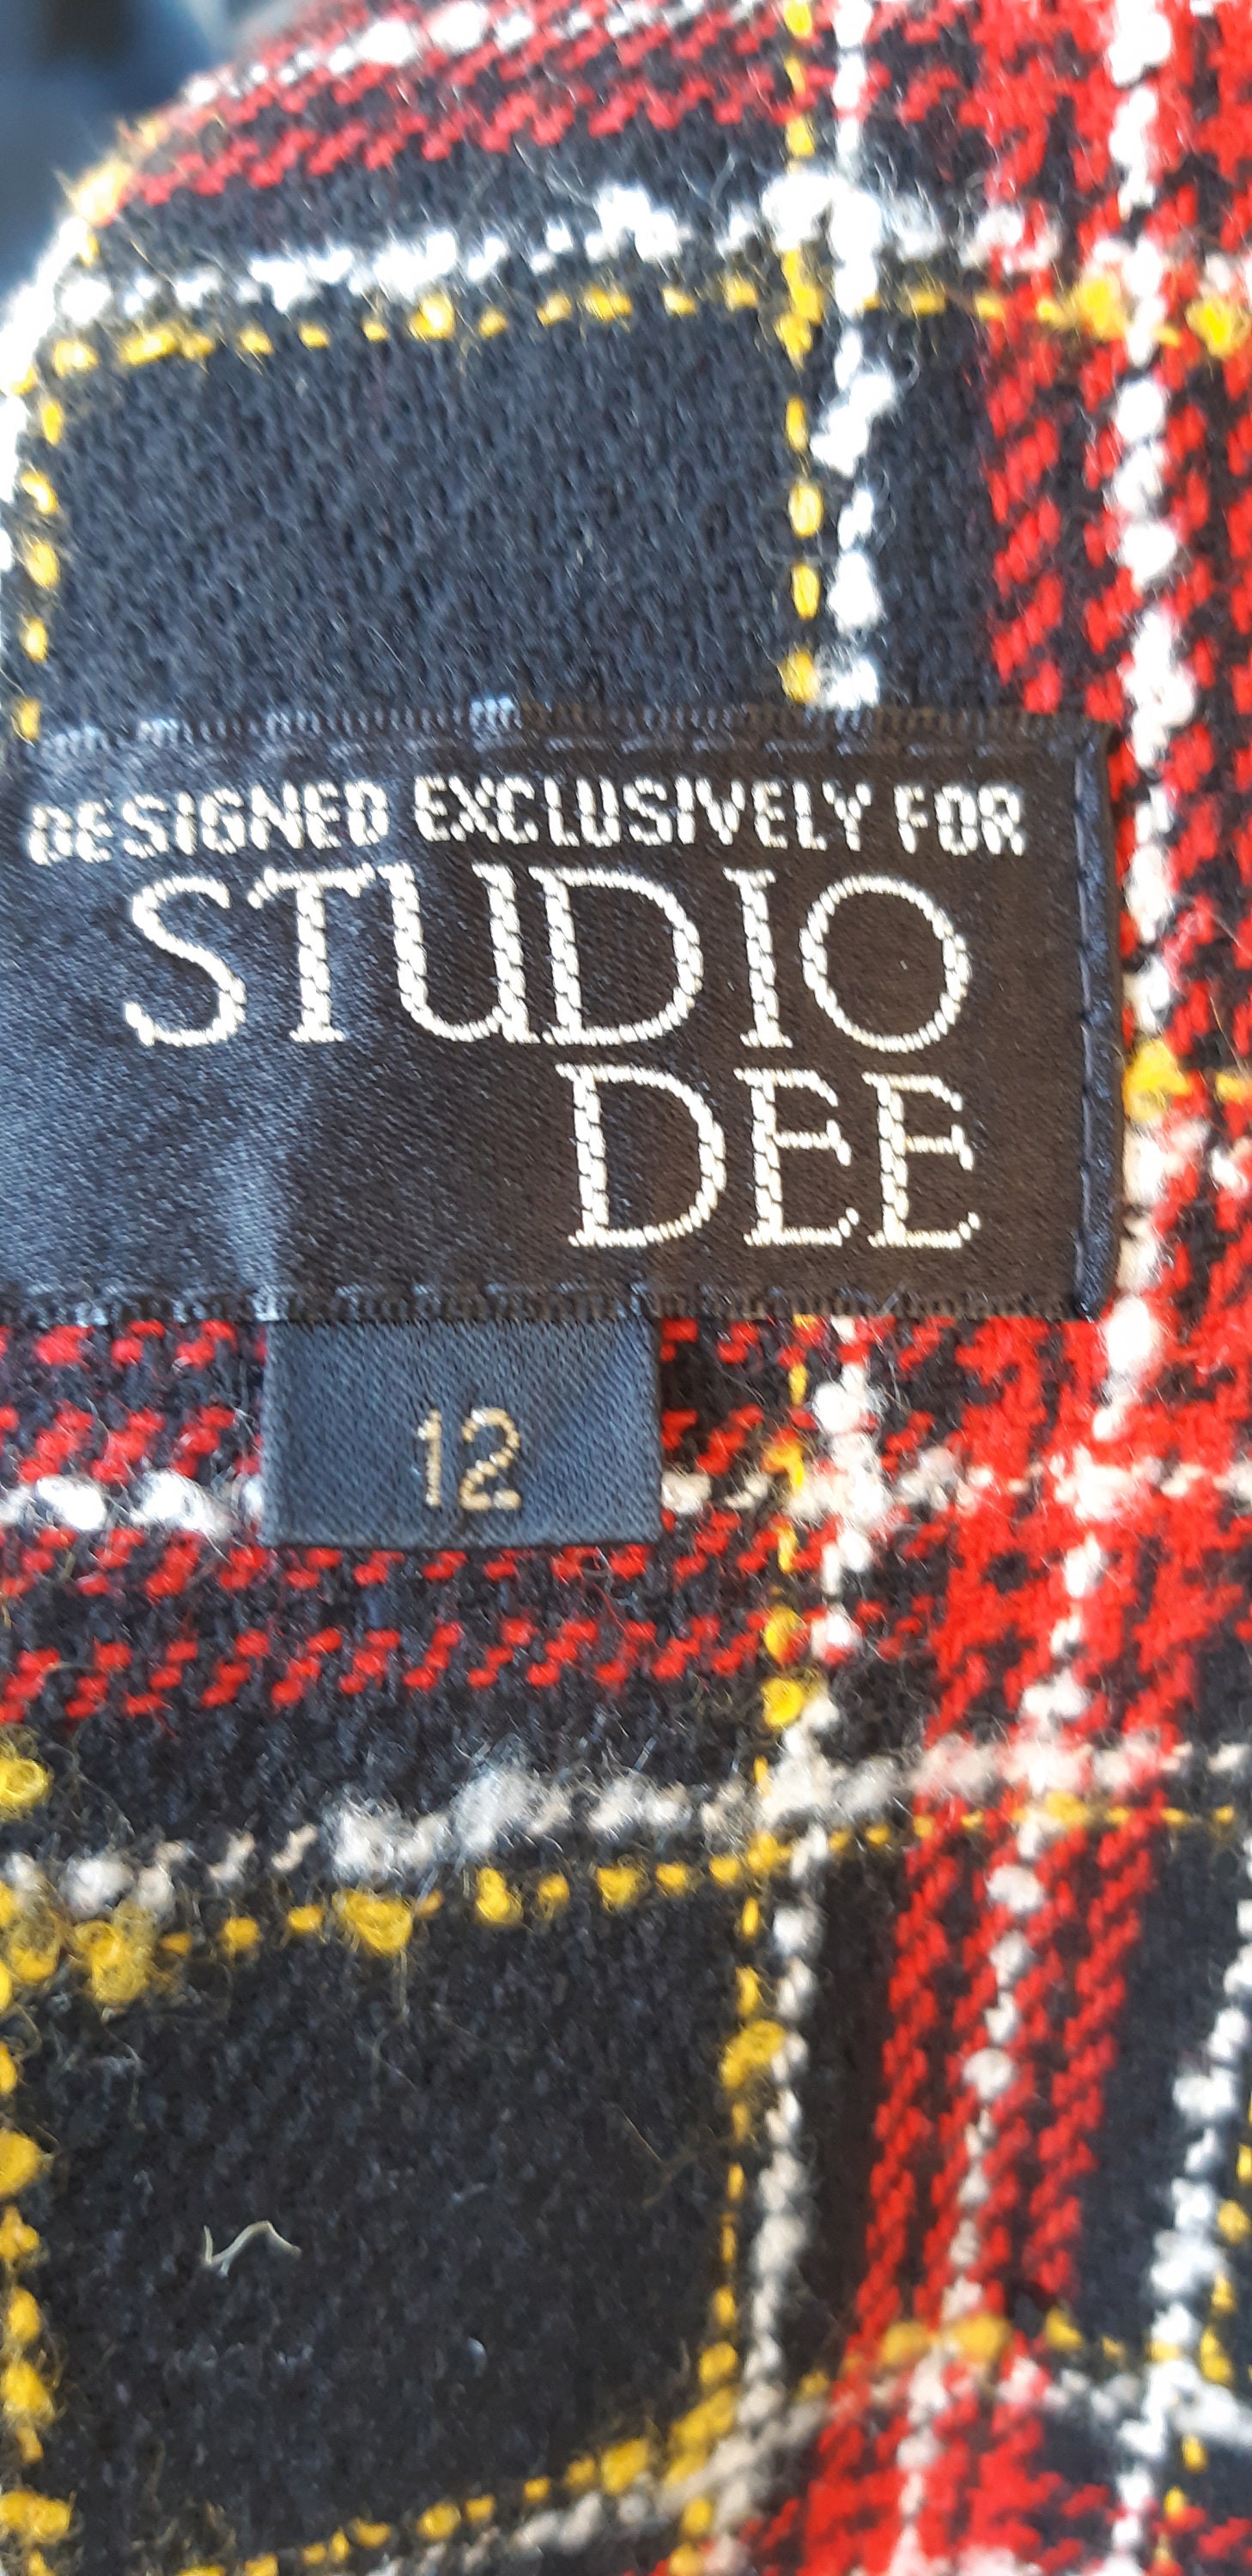 DESIGNED EXCLUSIVELY FOR
STUDIO
DEE
12